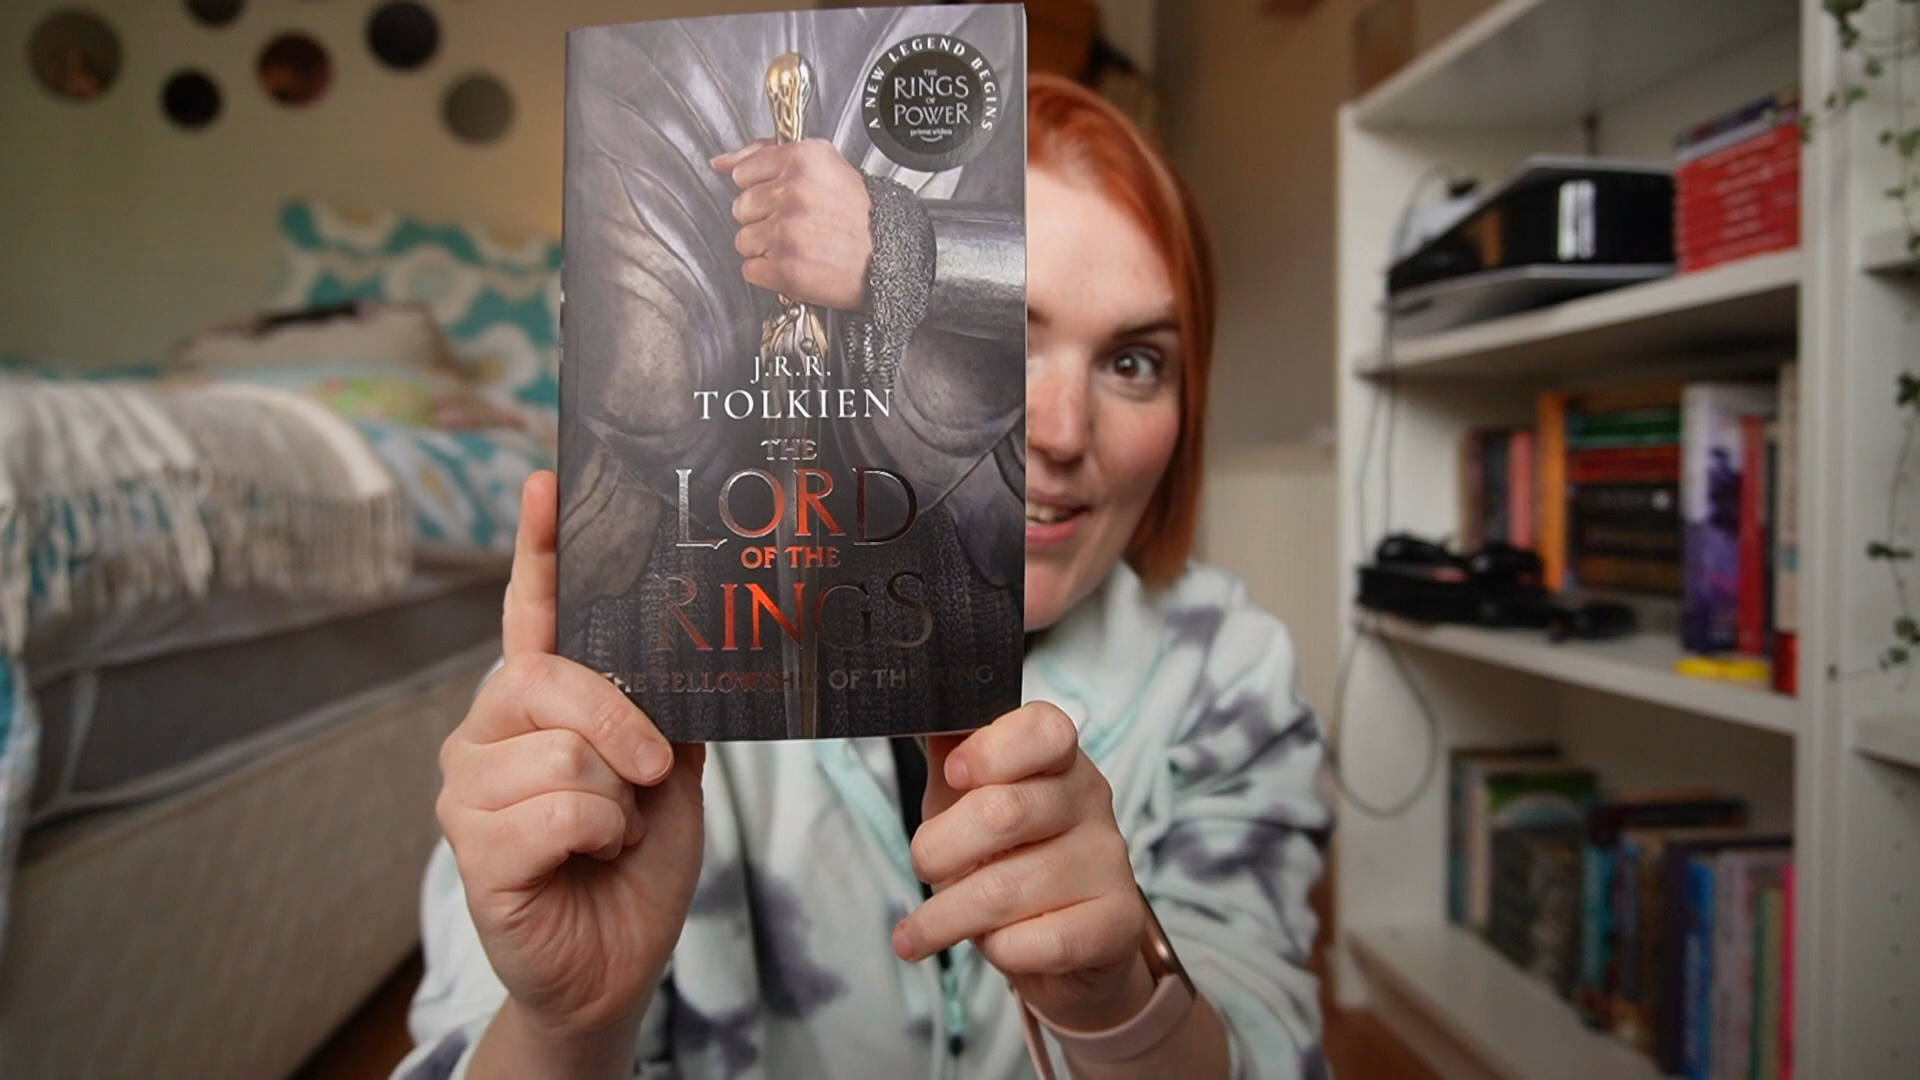 A NEW LEGEND BEGINS
THE
RINGS
OF
POWER
prime video
J.R.R.
TOLKIEN
THE
LORD
OF THE
RINGS
THE FELLOWSHIP OF THE RING